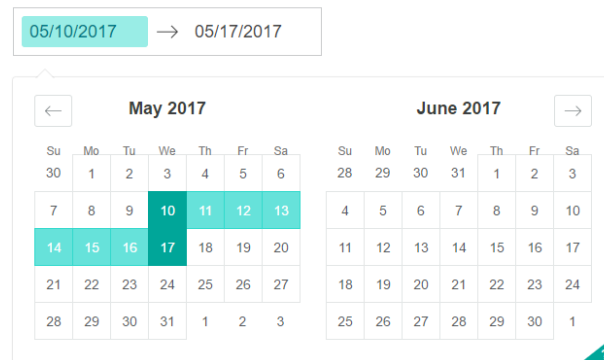 05/10/2017 → 05/17/2017
← May 2017 June 2017 →
Su Mo Tu We Th Fr Sa Su Mo Tu We Th Fr Sa
30 1 2 3 4 5 6 28 29 30 31 1 2 3
7 8 9 10 11 12 13 4 5 6 7 8 9 10
14 15 16 17 18 19 20 11 12 13 14 15 16 17
21 22 23 24 25 26 27 18 19 20 21 22 23 24
28 29 30 31 1 2 3 25 26 27 28 29 30 1